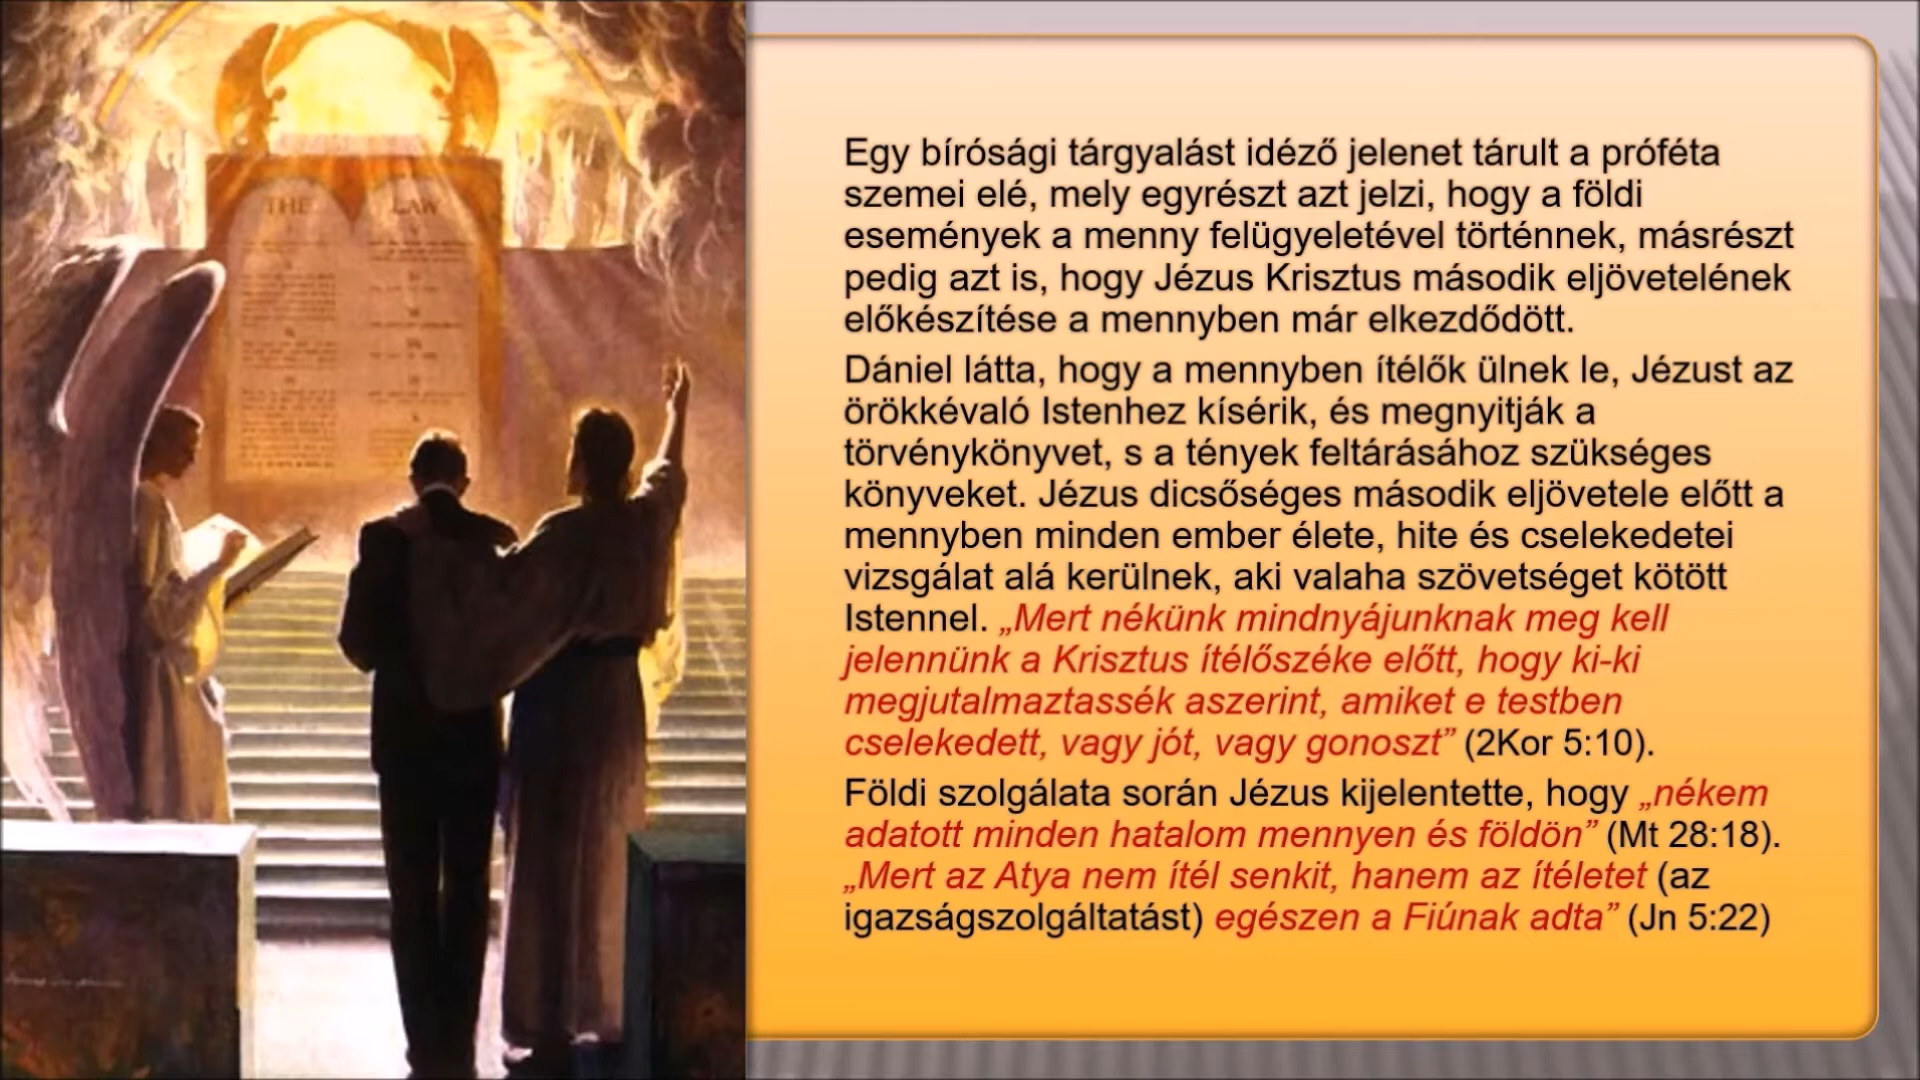 THE LAW
Egy bírósági tárgyalást idéző jelenet tárult a próféta
szemei elé, mely egyrészt azt jelzi, hogy a földi
események a menny felügyeletével történnek, másrészt
pedig azt is, hogy Jézus Krisztus második eljövetelének
előkészítése a mennyben már elkezdődött.
Dániel látta, hogy a mennyben ítélők ülnek le, Jézust az
örökkévaló Istenhez kísérik, és megnyitják a
törvénykönyvet, s a tények feltárásához szükséges
könyveket. Jézus dicsőséges második eljövetele előtt a
mennyben minden ember élete, hite és cselekedetei
vizsgálat alá kerülnek, aki valaha szövetséget kötött
Istennel. „Mert nékünk mindnyájunknak meg kell
jelennünk a Krisztus ítélőszéke előtt, hogy ki-ki
megjutalmaztassék aszerint, amiket e testben
cselekedett, vagy jót, vagy gonoszt” (2Kor 5:10).
Földi szolgálata során Jézus kijelentette, hogy „nékem
adatott minden hatalom mennyen és földön” (Mt 28:18).
„Mert az Atya nem ítél senkit, hanem az ítéletet (az
igazságszolgáltatást) egészen a Fiúnak adta” (Jn 5:22)